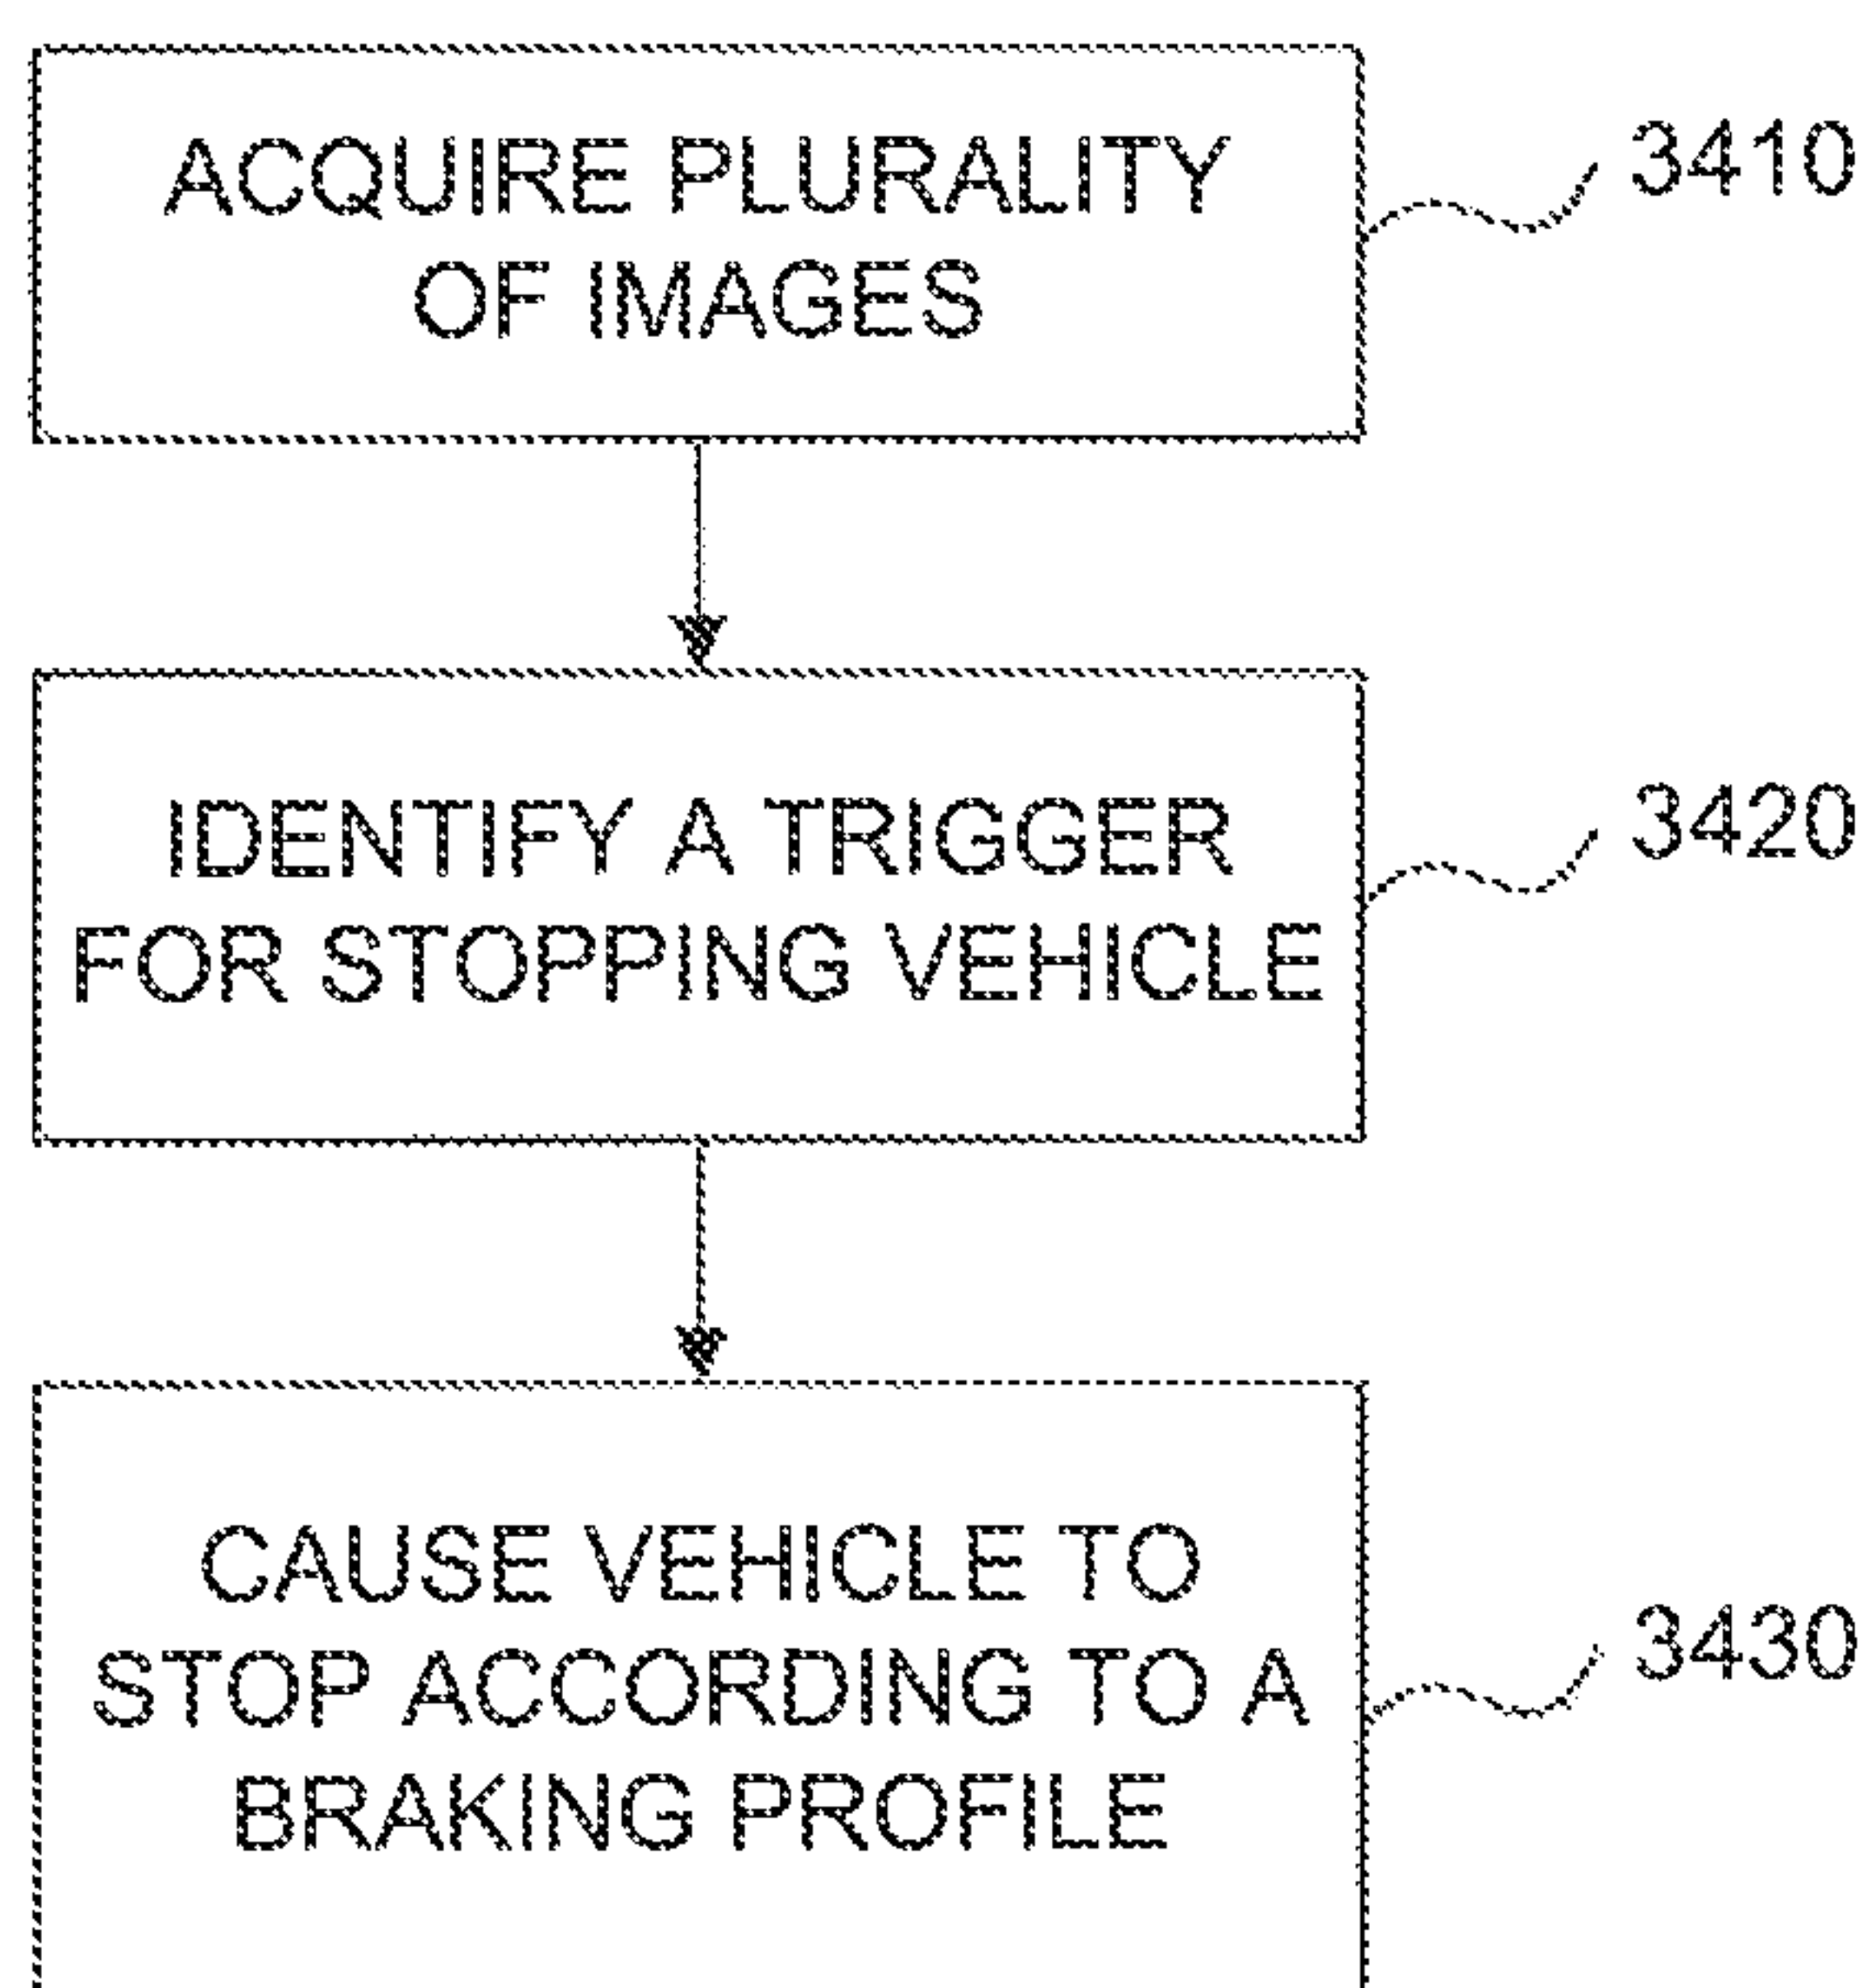 ACQUIRE PLURALITY
OF IMAGES
3410
IDENTIFY A TRIGGER
FOR STOPPING VEHICLE
3420
CAUSE VEHICLE TO
STOP ACCORDING TO A
BRAKING PROFILE
3430